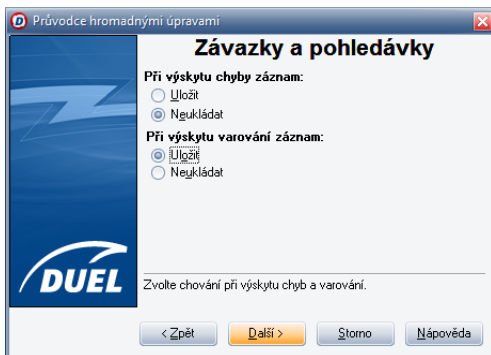 Průvodce hromadnými úpravami
Závazky a pohledávky
Při výskytu chyby záznam:
Uložit
Neukládat
Při výskytu varování záznam:
Uložit
Neukládat
DUEL
Zvolte chování při výskytu chyb a varování.
< Zpět
Další >
Storno
Nápověda